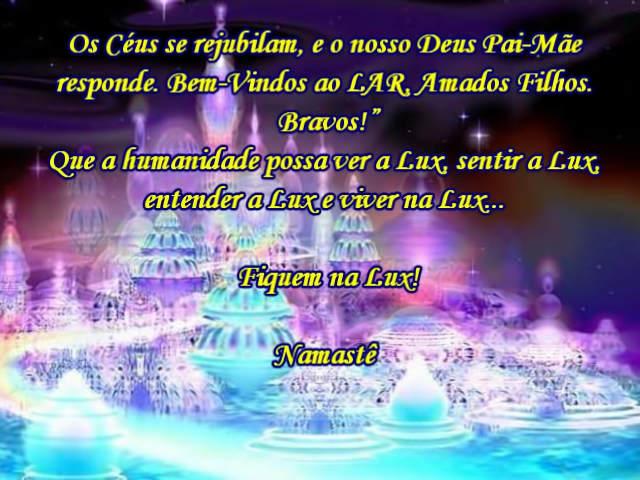 Os Céus se rejubilam, e o nosso Deus Pai-Mãe
responde. Bem-Vindos ao LAR, Amados Filhos.
Bravos!”
Que a humanidade possa ver a Lux, sentir a Lux,
entender a Lux e viver na Lux...
Fiquem na Lux!
Namastê